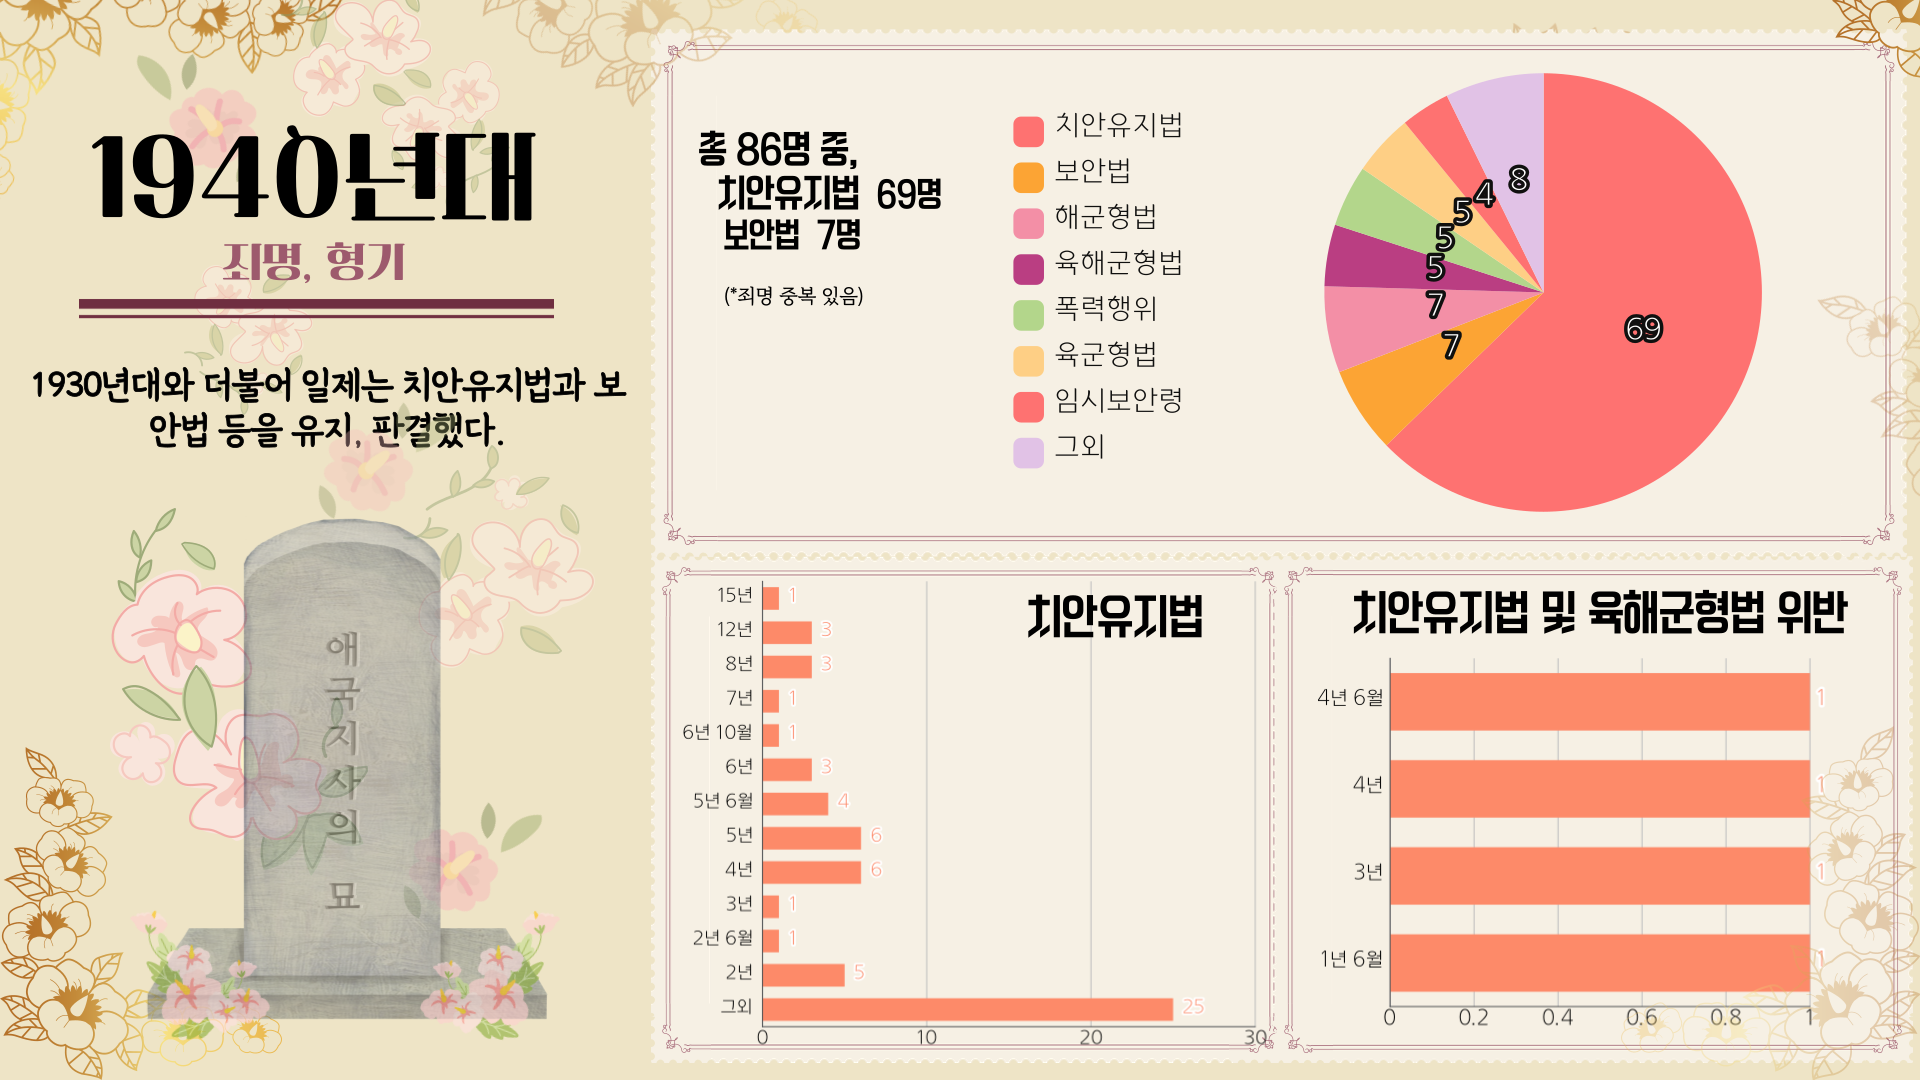 1940년대
죄명, 형기
1930년대와 더불어 일제는 치안유지법과 보
안법 등을 유지, 판결했다.
애
국
지
사
의
묘
총 86명 중,
치안유지법 69명
보안법 7명
(*죄명 중복 있음)
치안유지법
보안법
해군형법
육해군형법
폭력행위
육군형법
임시보안령
그외
8
4
5
5
5
7
7
69
치안유지법
15년 1
12년 3
8년 3
7년 1
6년 10월 1
6년 3
5년 6월 4
5년 6
4년 6
3년 1
2년 6월 1
2년 5
그외 25
0 10 20 30
치안유지법 및 육해군형법 위반
4년 6월 1
4년 1
3년 1
1년 6월 1
0 0.2 0.4 0.6 0.8 1